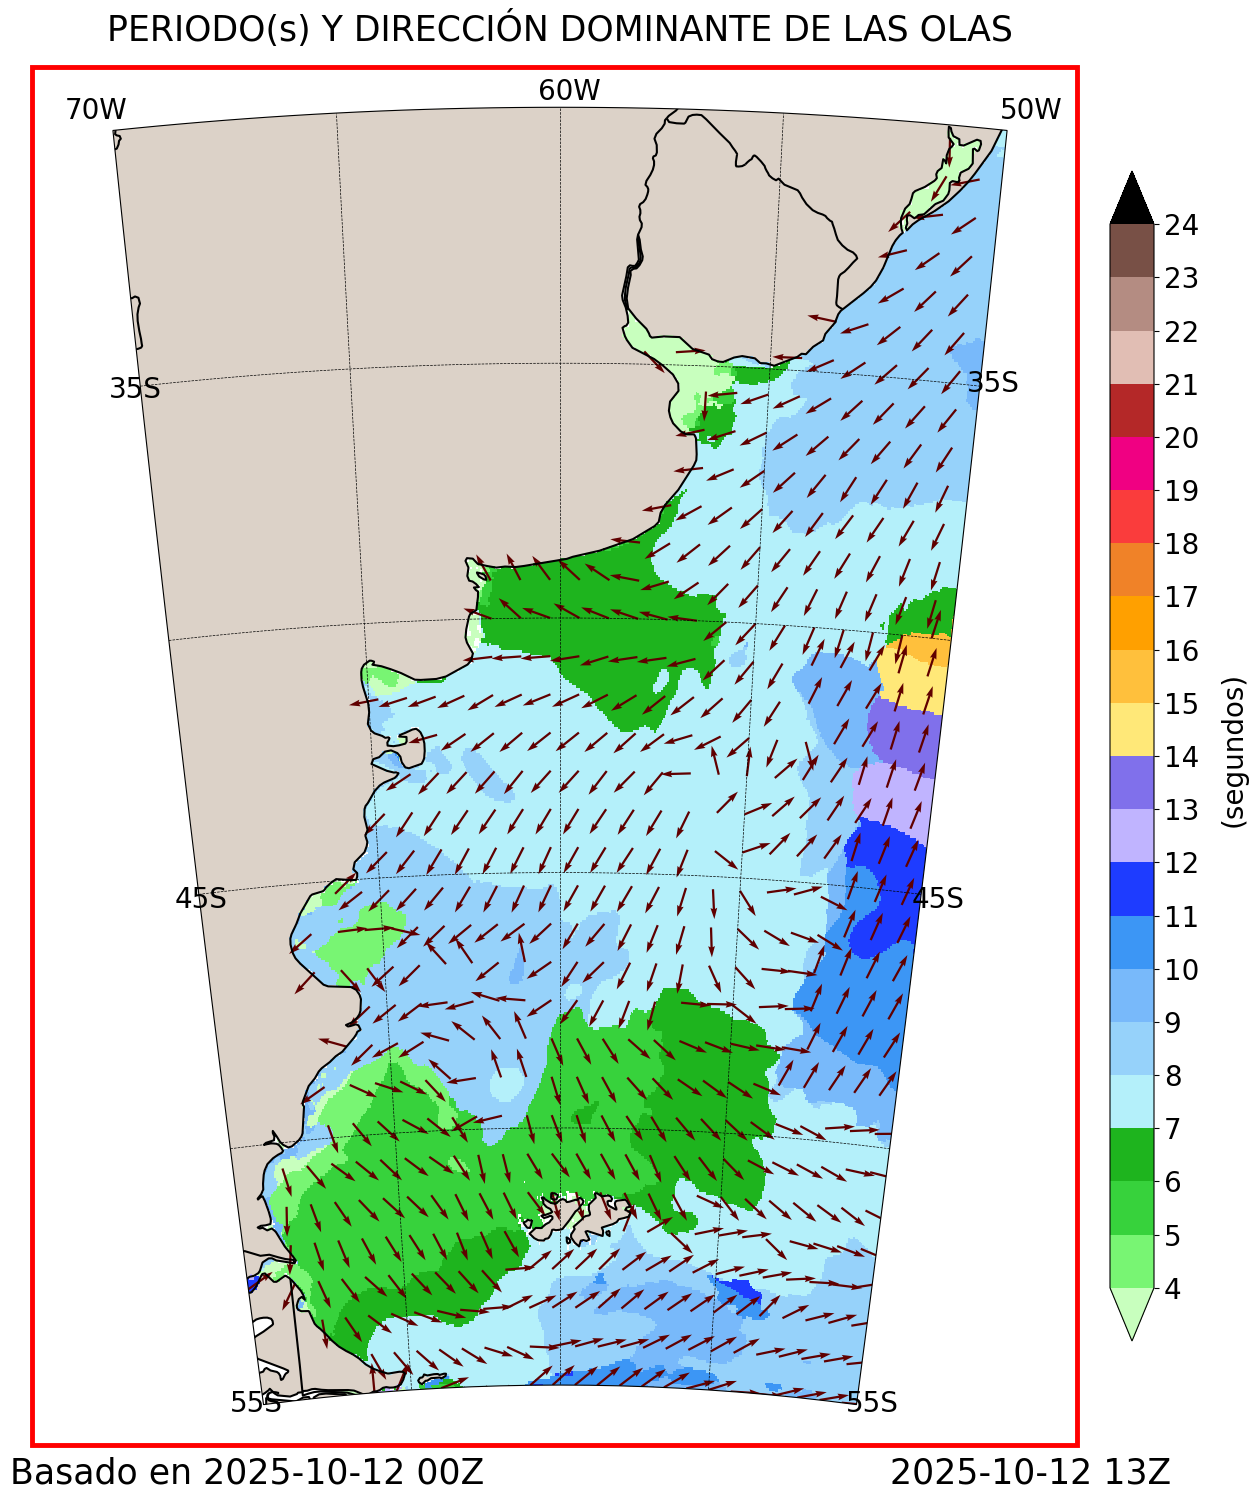 PERIODO(s) Y DIRECCIÓN DOMINANTE DE LAS OLAS
70W
60W
50W
35S
35S
45S
45S
55S
55S
24
23
22
21
20
19
18
17
16
15
14
13
12
11
10
9
8
7
6
5
4
(segundos)
Basado en 2025-10-12 00Z
2025-10-12 13Z